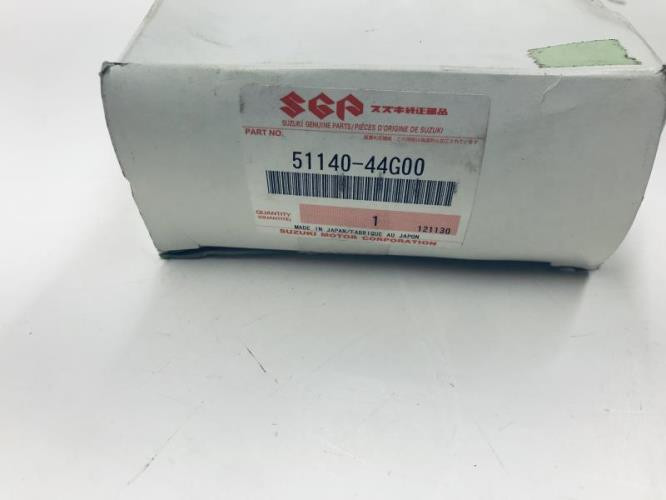 SGP スズキ純正部品
SUZUKI GENUINE PARTS/PIÈCES D'ORIGINE DE SUZUKI
PART NO.
51140-44G00
QUANTITY
(QUANTITE) 1 121130
MADE IN JAPAN/FABRIQUE AU JAPON
SUZUKI MOTOR CORPORATION